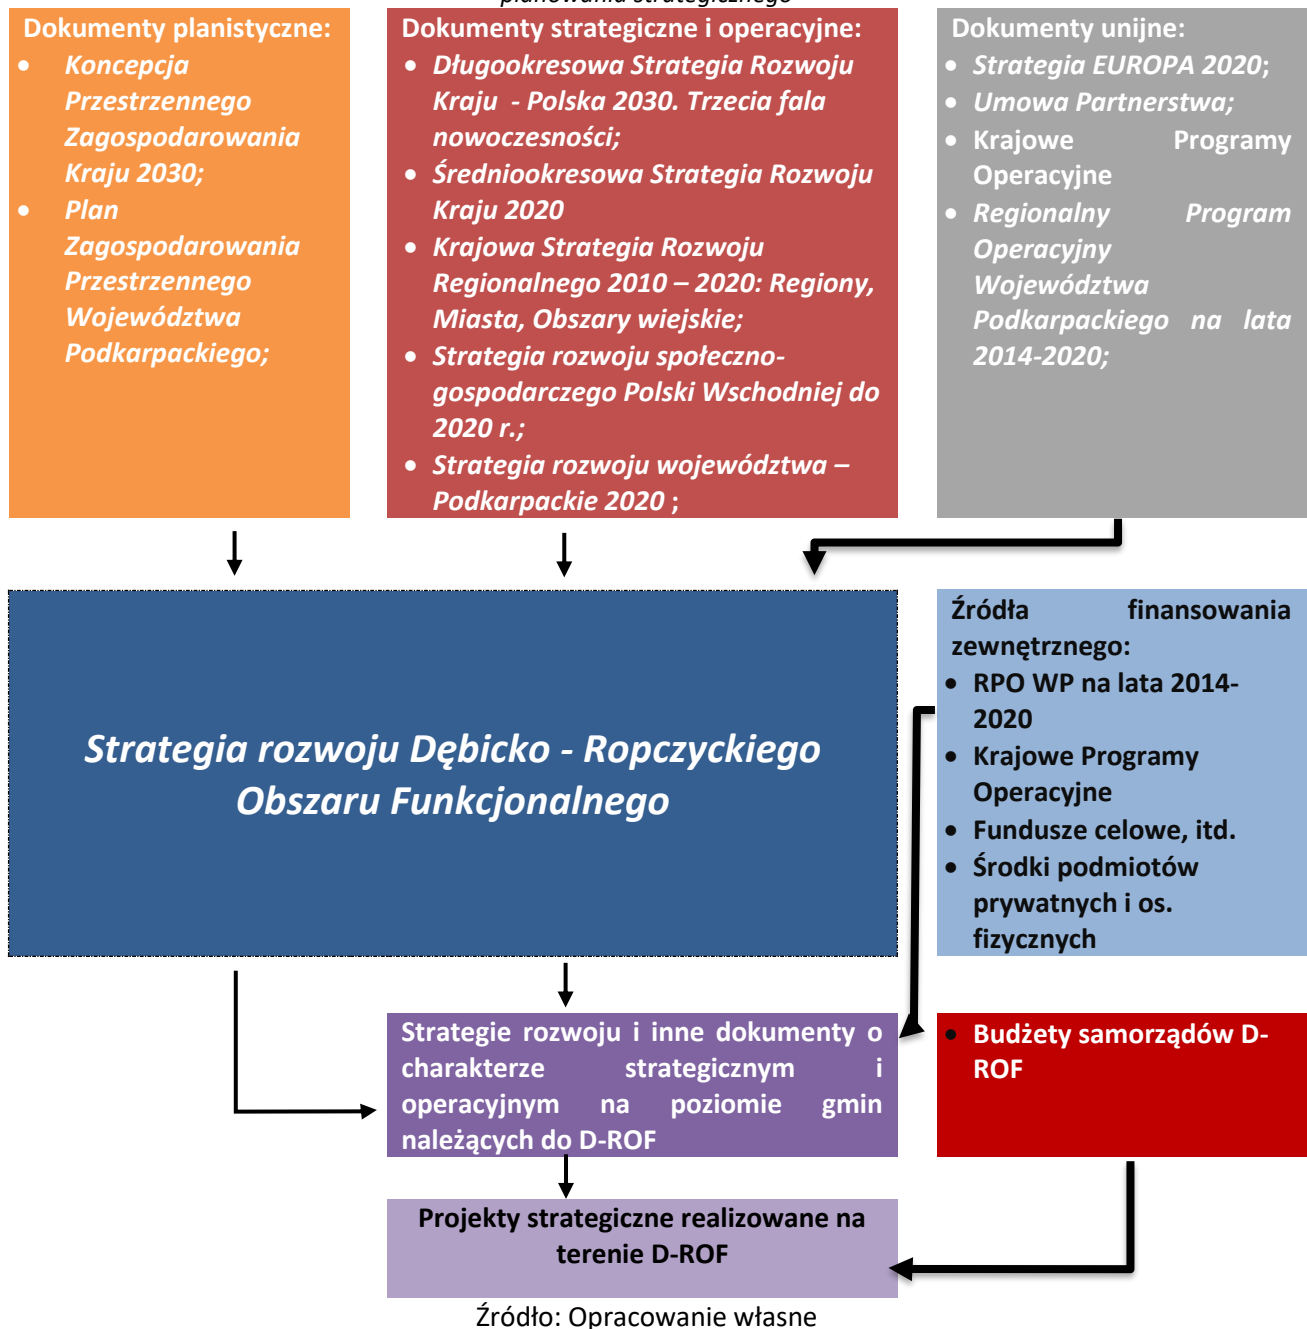 planowania strategicznego
Dokumenty planistyczne:
• Koncepcja
Przestrzennego
Zagospodarowania
Kraju 2030;
• Plan
Zagospodarowania
Przestrzennego
Województwa
Podkarpackiego;
Dokumenty strategiczne i operacyjne:
• Długookresowa Strategia Rozwoju
Kraju - Polska 2030. Trzecia fala
nowoczesności;
• Średniookresowa Strategia Rozwoju
Kraju 2020
• Krajowa Strategia Rozwoju
Regionalnego 2010 – 2020: Regiony,
Miasta, Obszary wiejskie;
• Strategia rozwoju społeczno-
gospodarczego Polski Wschodniej do
2020 r.;
• Strategia rozwoju województwa –
Podkarpackie 2020 ;
Dokumenty unijne:
• Strategia EUROPA 2020;
• Umowa Partnerstwa;
• Krajowe Programy
Operacyjne
• Regionalny Program
Operacyjny
Województwa
Podkarpackiego na lata
2014-2020;
Strategia rozwoju Dębicko - Ropczyckiego
Obszaru Funkcjonalnego
Źródła finansowania
zewnętrznego:
• RPO WP na lata 2014-
2020
• Krajowe Programy
Operacyjne
• Fundusze celowe, itd.
• Środki podmiotów
prywatnych i os.
fizycznych
Strategie rozwoju i inne dokumenty o
charakterze strategicznym i
operacyjnym na poziomie gmin
należących do D-ROF
• Budżety samorządów D-
ROF
Projekty strategiczne realizowane na
terenie D-ROF
Źródło: Opracowanie własne